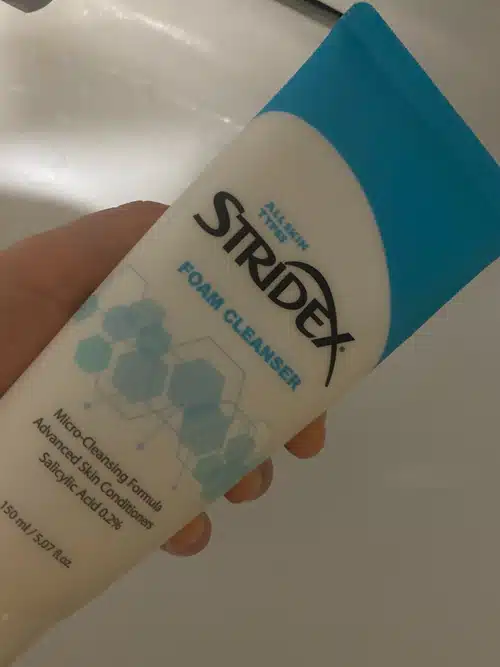 ALL SKIN
TYPES
STRIDEX
FOAM CLEANSER
Micro-Cleansing Formula
Advanced Skin Conditioners
Salicylic Acid 0.2%
150 ml / 5.07 fl.oz.